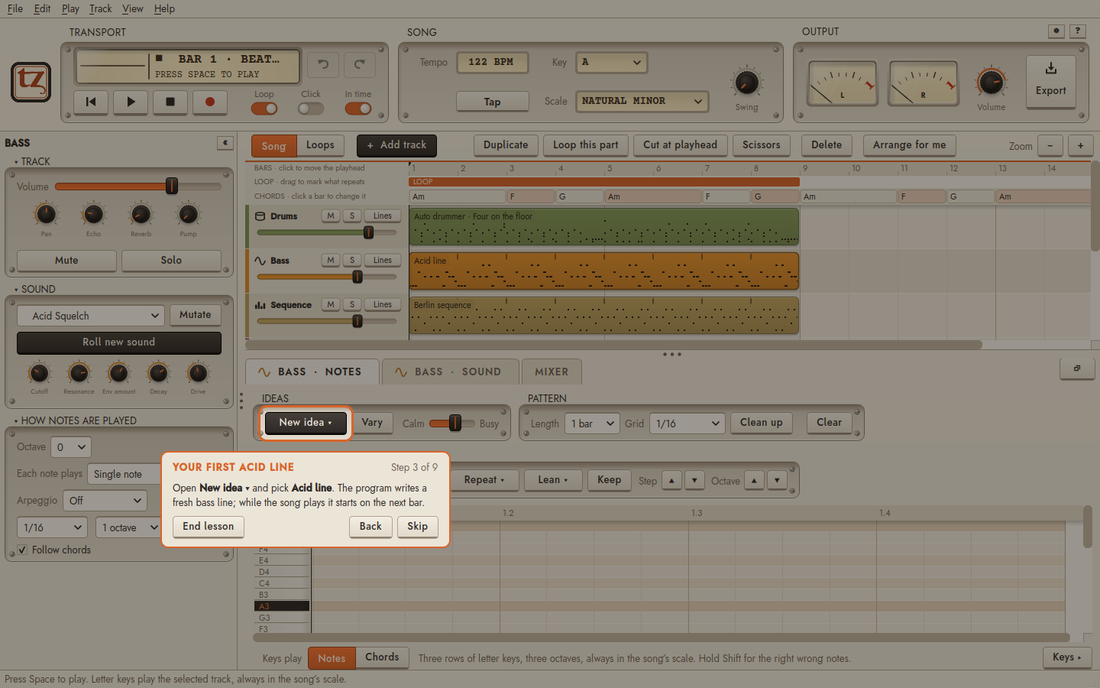 File Edit Play Track View Help
TRANSPORT
SONG
OUTPUT
tz
BAR 1 · BEAT…
PRESS SPACE TO PLAY
Loop Click In time
Tempo 122 BPM Key A
Tap Scale NATURAL MINOR
Swing
L R
Volume
Export
BASS
TRACK
Volume
Pan Echo Reverb Pump
Mute Solo
SOUND
Acid Squelch Mutate
Roll new sound
Cutoff Resonance Env amount Decay Drive
HOW NOTES ARE PLAYED
Octave 0
Each note plays Single note
Arpeggio Off
1/16 1 octave
Follow chords
Song Loops + Add track Duplicate Loop this part Cut at playhead Scissors Delete Arrange for me Zoom − +
BARS · click to move the playhead
1 2 3 4 5 6 7 8 9 10 11 12 13 14
LOOP · drag to mark what repeats
LOOP
CHORDS · click a bar to change it
Am F G Am F G Am F G Am
Drums M S Lines
Auto drummer · Four on the floor
Bass M S Lines
Acid line
Sequence M S Lines
Berlin sequence
BASS · NOTES BASS · SOUND MIXER
IDEAS
PATTERN
New idea Vary Calm Busy
Length 1 bar Grid 1/16 Clean up Clear
YOUR FIRST ACID LINE Step 3 of 9
Open New idea ▾ and pick Acid line. The program writes a
fresh bass line; while the song plays it starts on the next bar.
End lesson Back Skip
Repeat Lean Keep Step Octave
1.2 1.3 1.4
F4
E4
D4
C4
B3
A3
G3
F3
Keys play Notes Chords Three rows of letter keys, three octaves, always in the song's scale. Hold Shift for the right wrong notes. Keys
Press Space to play. Letter keys play the selected track, always in the song's scale.